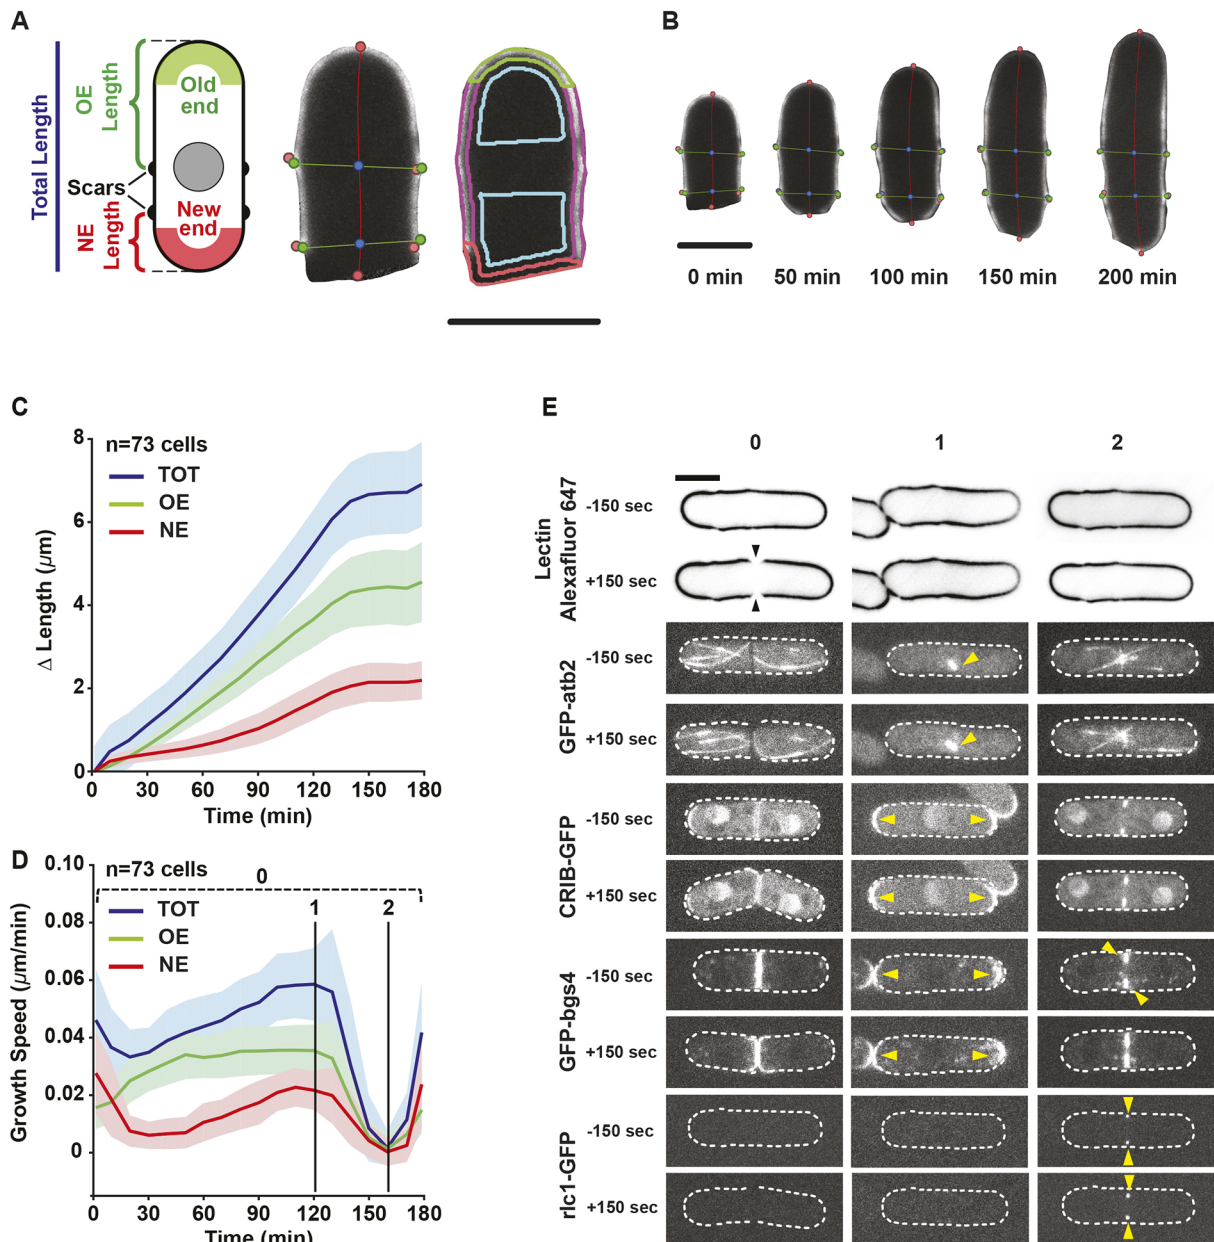 A
Total Length
OE
Length
NE
Length
Scars
Old
end
New
end
B
0 min
50 min
100 min
150 min
200 min
C
n=73 cells
TOT
OE
NE
Δ Length (µm)
8
6
4
2
0
0 30 60 90 120 150 180
Time (min)
D
n=73 cells
0
1
2
TOT
OE
NE
Growth Speed (µm/min)
0.10
0.08
0.06
0.04
0.02
0
0 30 60 90 120 150 180
Time (min)
E
0 1 2
Lectin
Alexafluor 647
-150 sec
+150 sec
GFP-atb2
-150 sec
+150 sec
CRIB-GFP
-150 sec
+150 sec
GFP-bgs4
-150 sec
+150 sec
rlc1-GFP
-150 sec
+150 sec